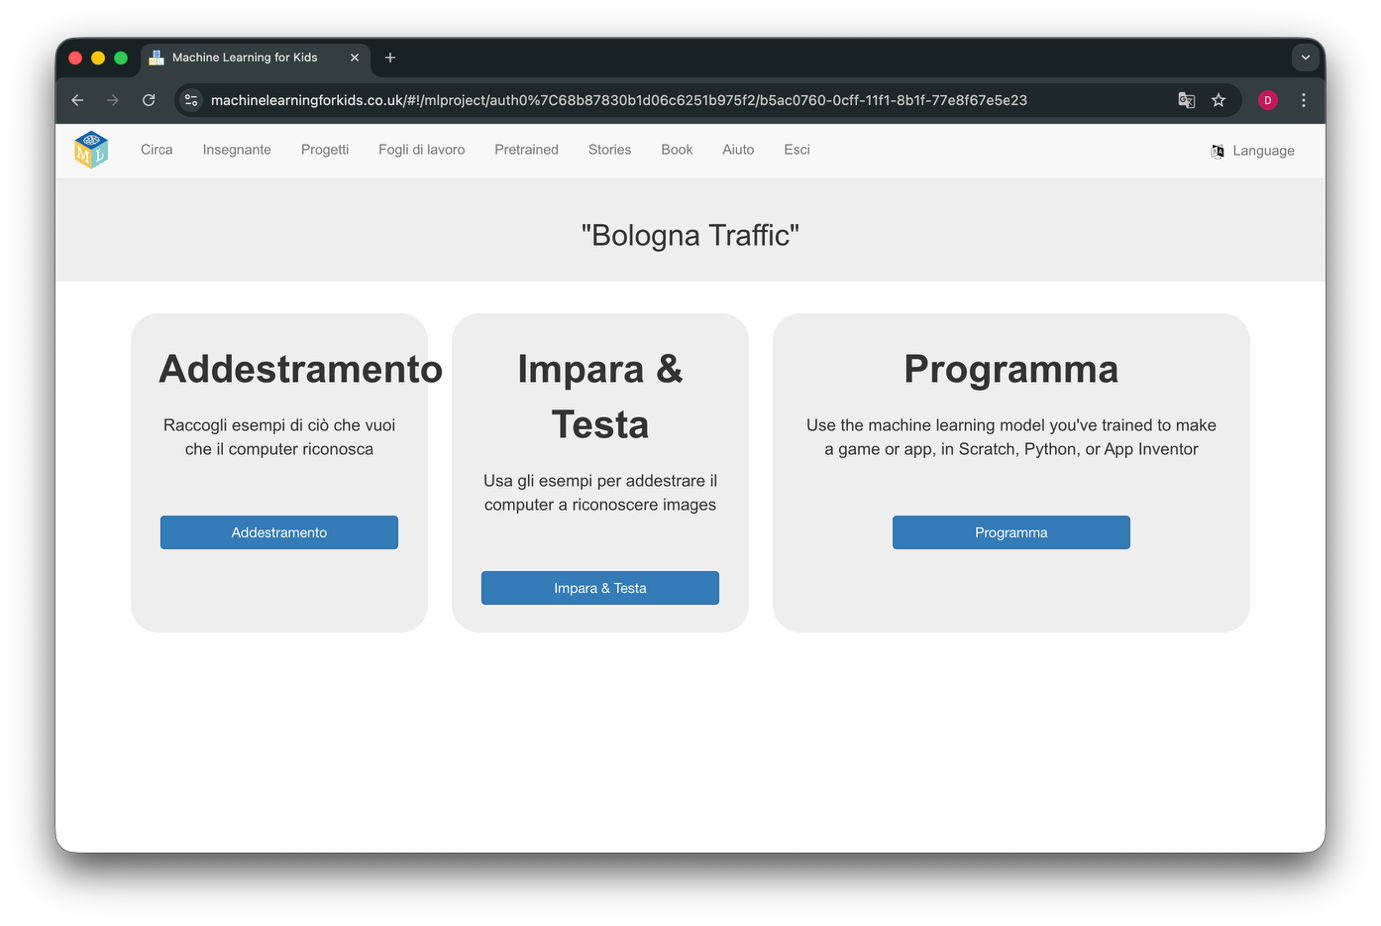 Machine Learning for Kids
machinelearningforkids.co.uk/#!/mlproject/auth0%7C68b87830b1d06c6251b975f2/b5ac0760-0cff-11f1-8b1f-77e8f67e5e23
D
M L
Circa Insegnante Progetti Fogli di lavoro Pretrained Stories Book Aiuto Esci Language
"Bologna Traffic"
Addestramento
Raccogli esempi di ciò che vuoi
che il computer riconosca
Addestramento
Impara &
Testa
Usa gli esempi per addestrare il
computer a riconoscere images
Impara & Testa
Programma
Use the machine learning model you've trained to make
a game or app, in Scratch, Python, or App Inventor
Programma